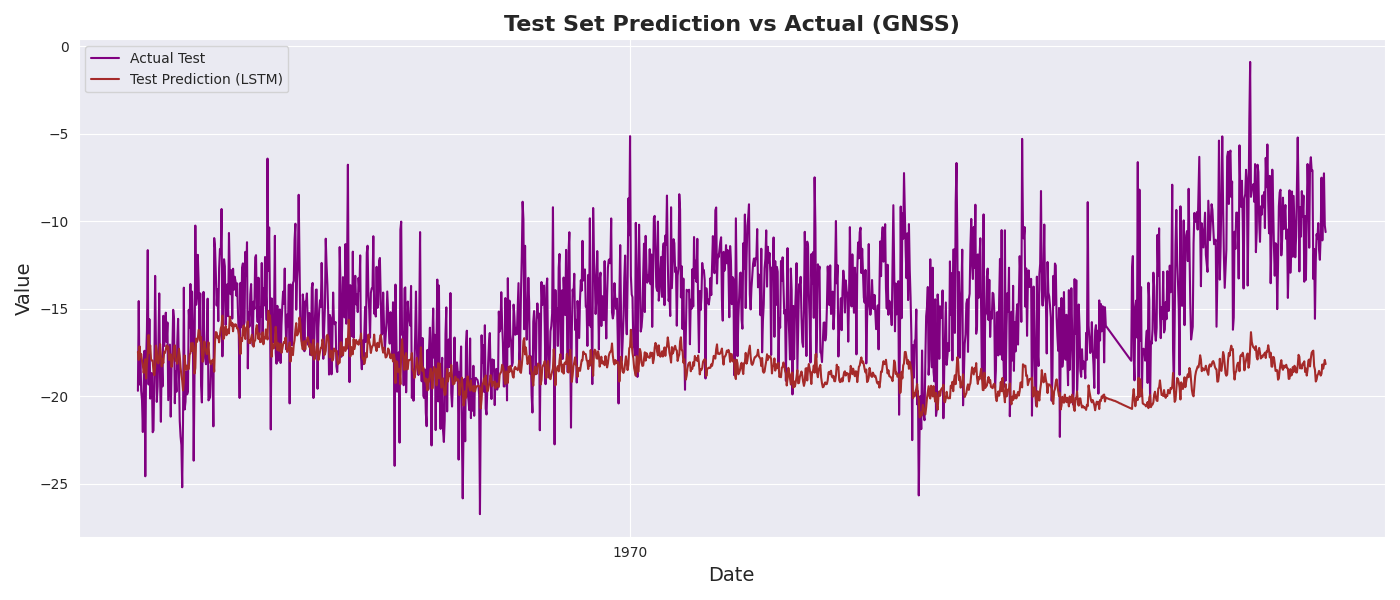 Test Set Prediction vs Actual (GNSS)
Actual Test
Test Prediction (LSTM)
0
−5
−10
−15
−20
−25
Value
1970
Date